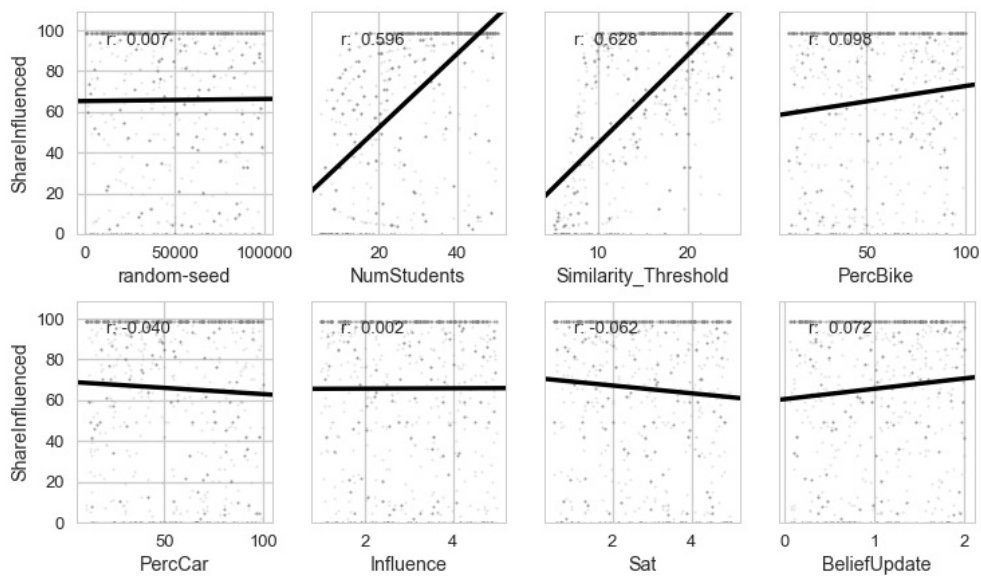 100
r: 0.007
r: 0.596
r: 0.628
r: 0.098
80
60
40
20
0
ShareInfluenced
0 50000 100000
20 40
10 20
50 100
random-seed
NumStudents
Similarity_Threshold
PercBike
100
r: -0.040
r: 0.002
r: -0.062
r: 0.072
80
60
40
20
0
ShareInfluenced
50 100
2 4
2 4
0 1 2
PercCar
Influence
Sat
BeliefUpdate